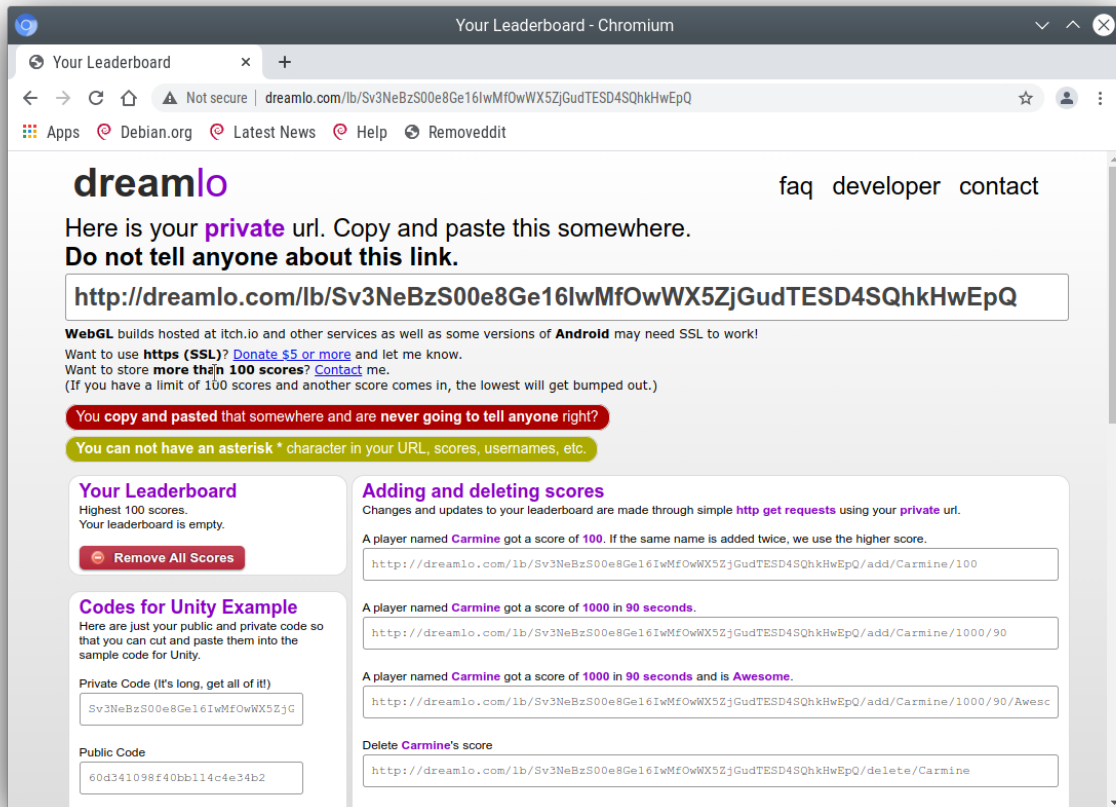 Your Leaderboard - Chromium
Your Leaderboard
Not secure
dreamlo.com/lb/Sv3NeBzS00e8Ge16IwMfOwWX5ZjGudTESD4SQhkHwEpQ
Apps Debian.org Latest News Help Removeddit
dreamlo
faq developer contact
Here is your private url. Copy and paste this somewhere.
Do not tell anyone about this link.
http://dreamlo.com/lb/Sv3NeBzS00e8Ge16IwMfOwWX5ZjGudTESD4SQhkHwEpQ
WebGL builds hosted at itch.io and other services as well as some versions of Android may need SSL to work!
Want to use https (SSL)? Donate $5 or more and let me know.
Want to store more than 100 scores? Contact me.
(If you have a limit of 100 scores and another score comes in, the lowest will get bumped out.)
You copy and pasted that somewhere and are never going to tell anyone right?
You can not have an asterisk * character in your URL, scores, usernames, etc.
Your Leaderboard
Highest 100 scores.
Your leaderboard is empty.
Remove All Scores
Codes for Unity Example
Here are just your public and private code so
that you can cut and paste them into the
sample code for Unity.
Private Code (It's long, get all of it!)
Sv3NeBzS00e8Ge16IwMfOwWX5ZjG
Public Code
60d341098f40bb114c4e34b2
Adding and deleting scores
Changes and updates to your leaderboard are made through simple http get requests using your private url.
A player named Carmine got a score of 100. If the same name is added twice, we use the higher score.
http://dreamlo.com/lb/Sv3NeBzS00e8Ge16IwMfOwWX5ZjGudTESD4SQhkHwEpQ/add/Carmine/100
A player named Carmine got a score of 1000 in 90 seconds.
http://dreamlo.com/lb/Sv3NeBzS00e8Ge16IwMfOwWX5ZjGudTESD4SQhkHwEpQ/add/Carmine/1000/90
A player named Carmine got a score of 1000 in 90 seconds and is Awesome.
http://dreamlo.com/lb/Sv3NeBzS00e8Ge16IwMfOwWX5ZjGudTESD4SQhkHwEpQ/add/Carmine/1000/90/Awesc
Delete Carmine's score
http://dreamlo.com/lb/Sv3NeBzS00e8Ge16IwMfOwWX5ZjGudTESD4SQhkHwEpQ/delete/Carmine